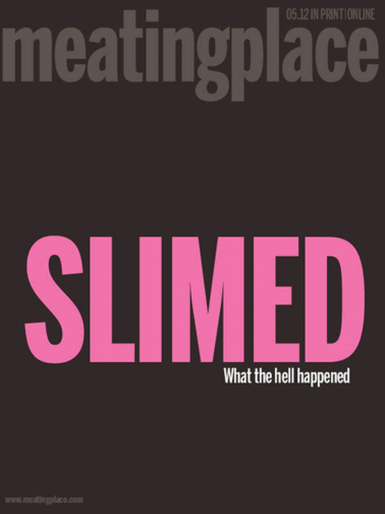 05.12 IN PRINT|ONLINE
meatingplace
SLIMED
What the hell happened
www.meatingplace.com